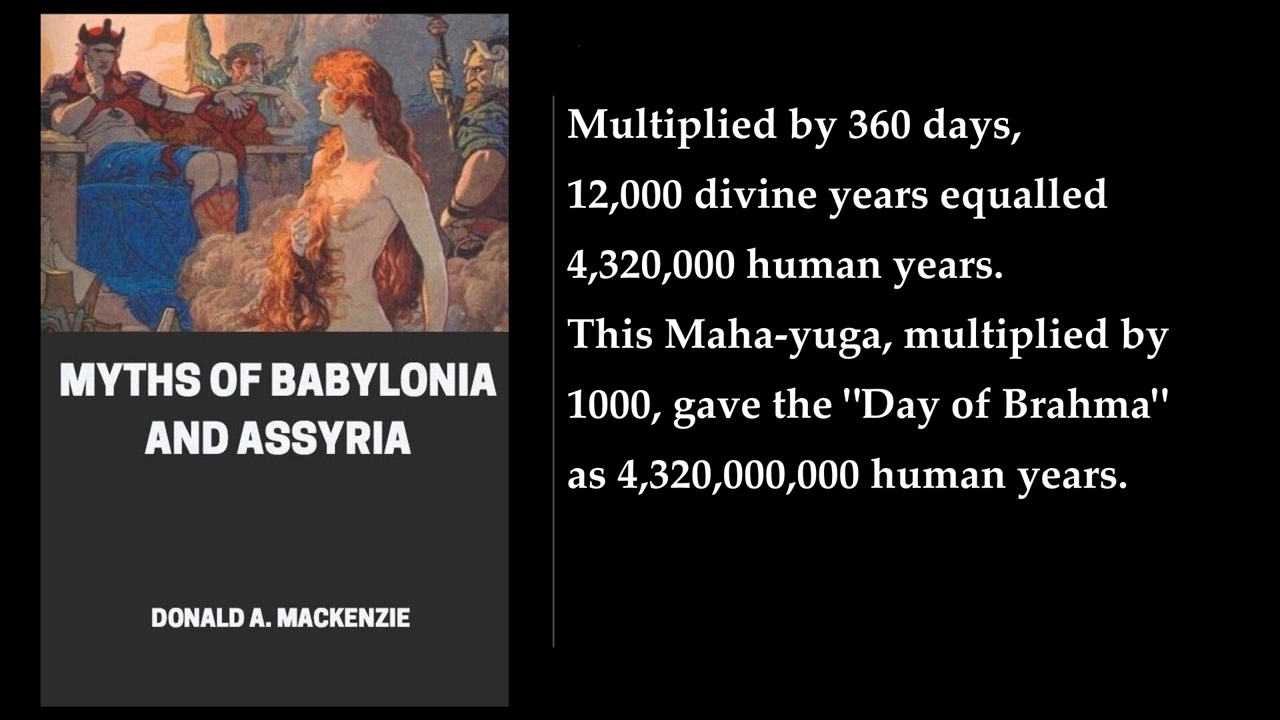 MYTHS OF BABYLONIA
AND ASSYRIA
DONALD A. MACKENZIE
Multiplied by 360 days,
12,000 divine years equalled
4,320,000 human years.
This Maha-yuga, multiplied by
1000, gave the "Day of Brahma"
as 4,320,000,000 human years.